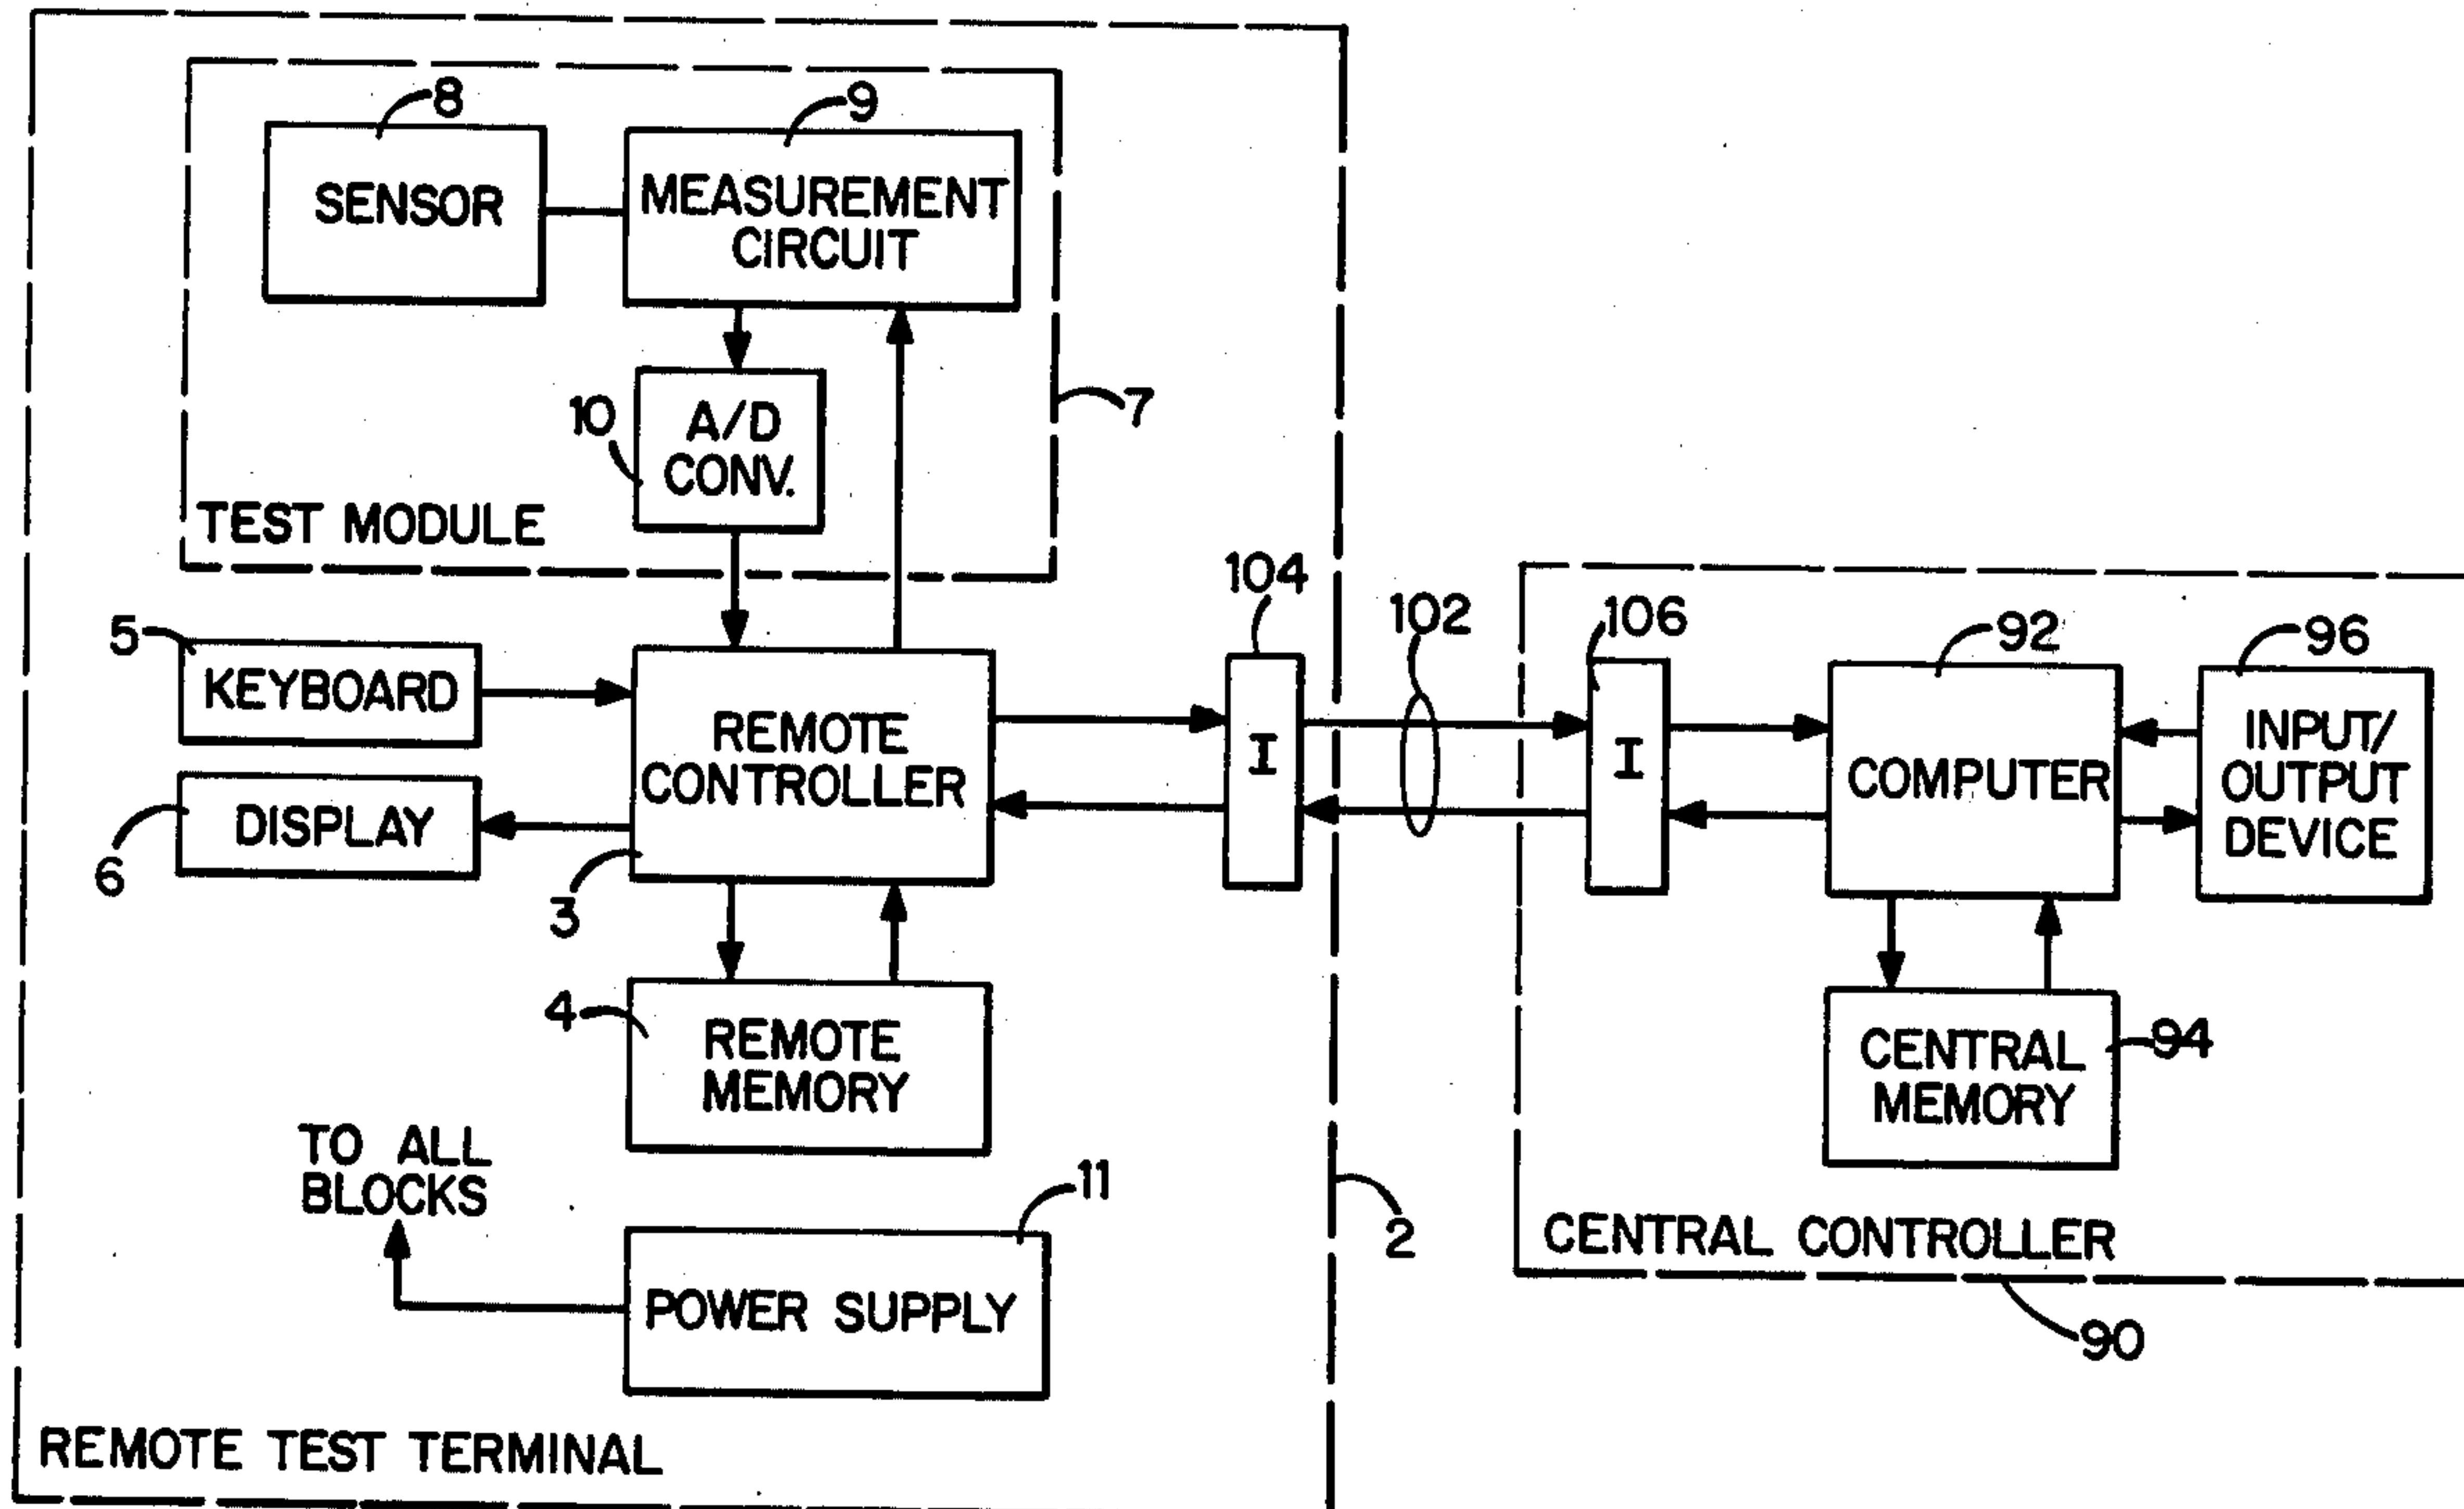 8
9
SENSOR
MEASUREMENT
CIRCUIT
7
10
A/D
CONV.
TEST MODULE
104
102
106
92
96
5
KEYBOARD
REMOTE
CONTROLLER
I
I
COMPUTER
INPUT/
OUTPUT
DEVICE
DISPLAY
6
3
4
REMOTE
MEMORY
CENTRAL
MEMORY
94
TO ALL
BLOCKS
11
2
CENTRAL CONTROLLER
POWER SUPPLY
90
REMOTE TEST TERMINAL